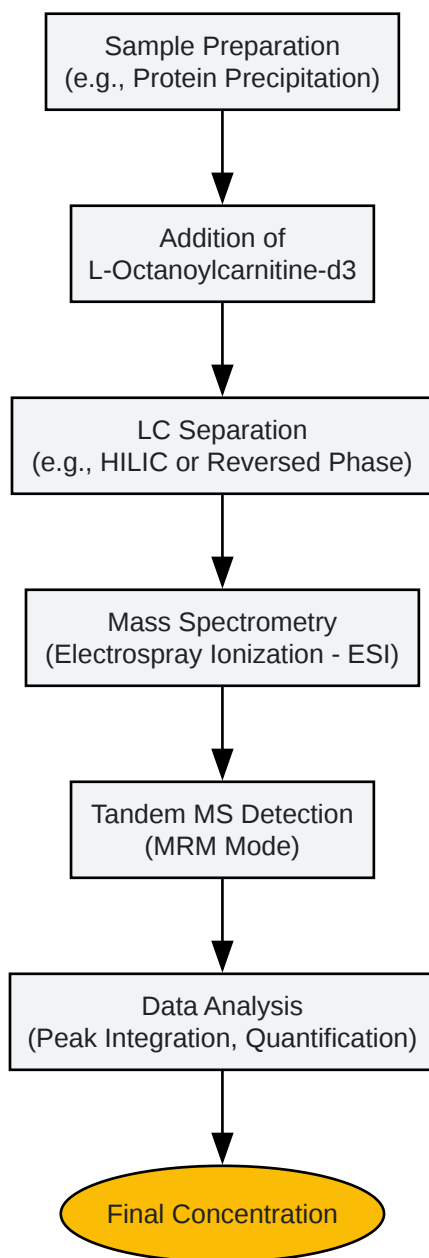 Sample Preparation
(e.g., Protein Precipitation)
Addition of
L-Octanoylcarnitine-d3
LC Separation
(e.g., HILIC or Reversed Phase)
Mass Spectrometry
(Electrospray Ionization - ESI)
Tandem MS Detection
(MRM Mode)
Data Analysis
(Peak Integration, Quantification)
Final Concentration